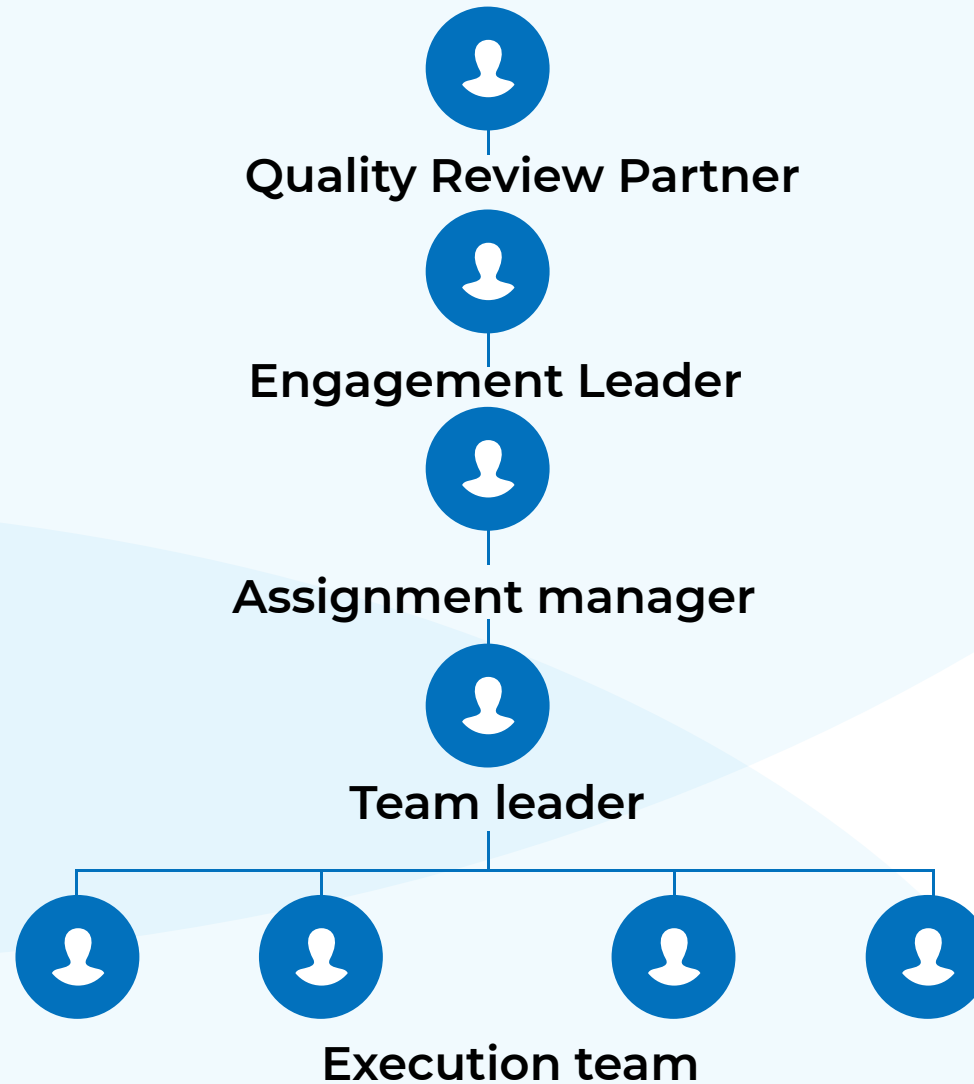 Quality Review Partner
Engagement Leader
Assignment manager
Team leader
Execution team